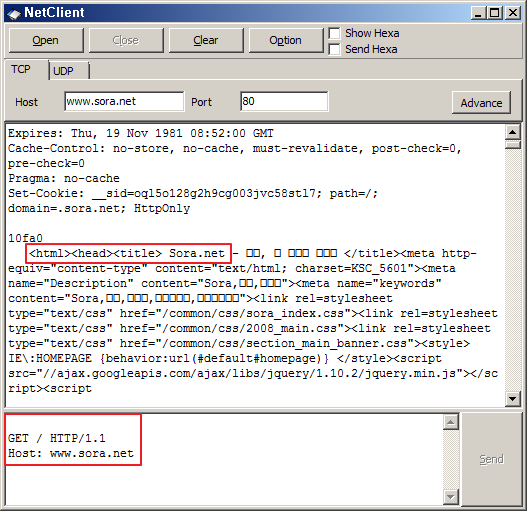 NetClient
Open Close Clear Option Show Hexa
Send Hexa
TCP UDP
Host www.sora.net Port 80 Advance
Expires: Thu, 19 Nov 1981 08:52:00 GMT
Cache-Control: no-store, no-cache, must-revalidate, post-check=0,
pre-check=0
Pragma: no-cache
Set-Cookie: __sid=oql5o128g2h9cg003jvc58stl7; path=/;
domain=.sora.net; HttpOnly
10fa0
<html><head><title> Sora.net - □□, □ □□□ □□□ </title><meta http-
equiv="content-type" content="text/html; charset=KSC_5601"><meta
name="Description" content="Sora,□□,□□□"><meta name="keywords"
content="Sora,□□,□□□,□□□□□,□□□□□□"><link rel=stylesheet
type="text/css" href="/common/css/sora_index.css"><link rel=stylesheet
type="text/css" href="/common/css/2008_main.css"><link rel=stylesheet
type="text/css" href="/common/css/section_main_banner.css"><style>
IE\:HOMEPAGE {behavior:url(#default#homepage)} </style><script
src="//ajax.googleapis.com/ajax/libs/jquery/1.10.2/jquery.min.js"></sc
ript><script
GET / HTTP/1.1
Host: www.sora.net
Send